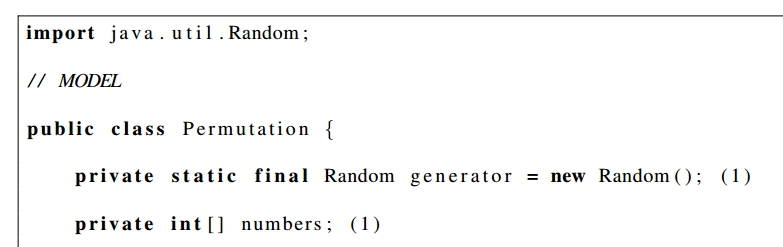 import java.util.Random;
// MODEL
public class Permutation {
private static final Random generator = new Random(); (1)
private int[] numbers; (1)